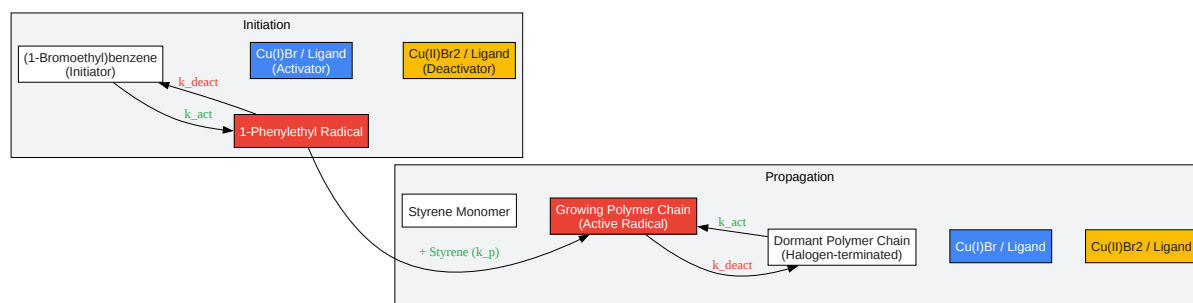 Initiation
(1-Bromoethyl)benzene
(Initiator)
Cu(I)Br / Ligand
(Activator)
Cu(II)Br2 / Ligand
(Deactivator)
k_deact
k_act
1-Phenylethyl Radical
Propagation
Styrene Monomer
Growing Polymer Chain
(Active Radical)
k_act
Dormant Polymer Chain
(Halogen-terminated)
Cu(I)Br / Ligand
Cu(II)Br2 / Ligand
+ Styrene (k_p)
k_deact